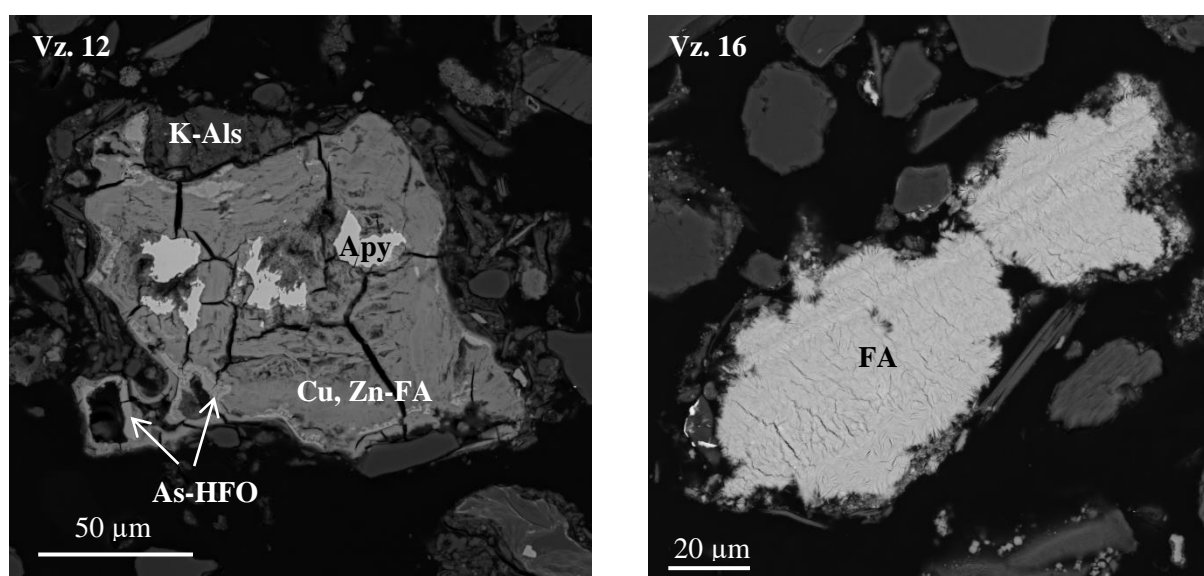 Vz. 12
K-Als
Apy
Cu, Zn-FA
As-HFO
50 µm
Vz. 16
FA
20 µm